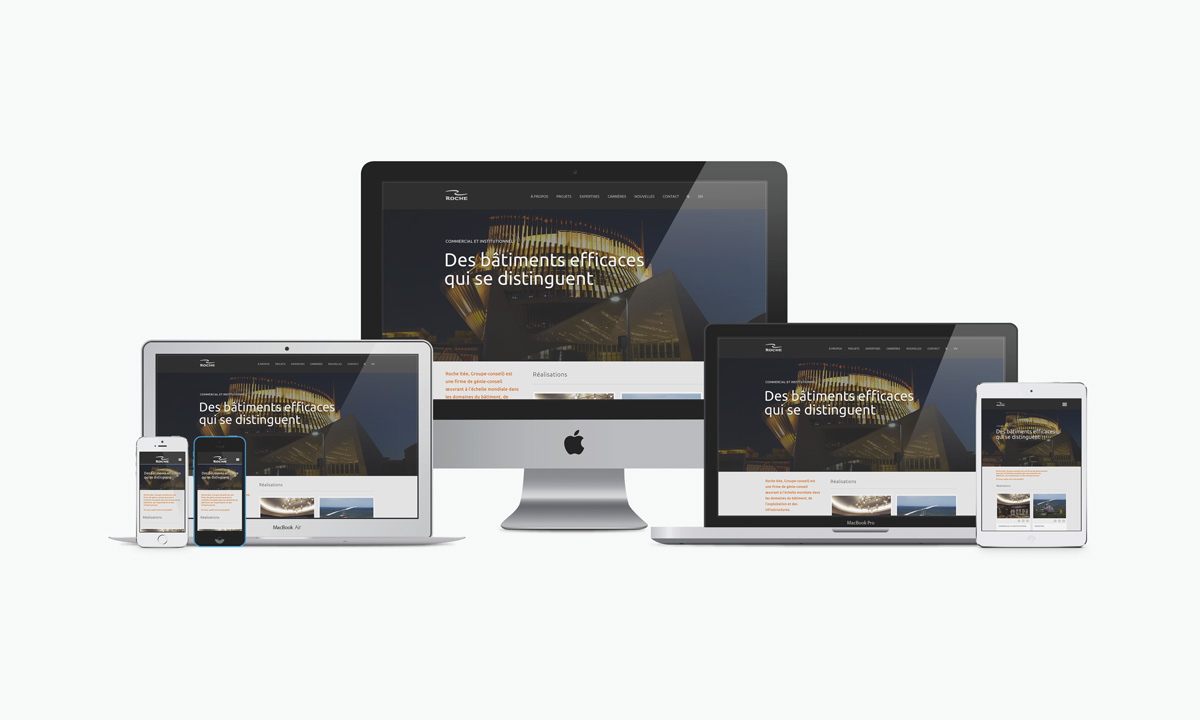 ROCHE
À PROPOS PROJETS EXPERTISES CARRIÈRES NOUVELLES CONTACT EN
COMMERCIAL ET INSTITUTIONNEL
Des bâtiments efficaces
qui se distinguent
Roche ltée, Groupe-conseil) est
une firme de génie-conseil
œuvrant à l'échelle mondiale dans
les domaines du bâtiment, de
Réalisations
ROCHE
À PROPOS PROJETS EXPERTISES CARRIÈRES NOUVELLES CONTACT EN
COMMERCIAL ET INSTITUTIONNEL
Des bâtiments efficaces
qui se distinguent
Réalisations
MacBook Air
ROCHE
Des bâtiments efficaces
qui se distinguent
Réalisations
ROCHE
Des bâtiments efficaces
qui se distinguent
Réalisations
ROCHE
À PROPOS PROJETS EXPERTISES CARRIÈRES NOUVELLES CONTACT EN
COMMERCIAL ET INSTITUTIONNEL
Des bâtiments efficaces
qui se distinguent
Roche ltée, Groupe-conseil) est
une firme de génie-conseil
œuvrant à l'échelle mondiale dans
les domaines du bâtiment, de
l'exploitation et des
infrastructures.
Réalisations
MacBook Pro
ROCHE
Des bâtiments efficaces
qui se distinguent
Réalisations